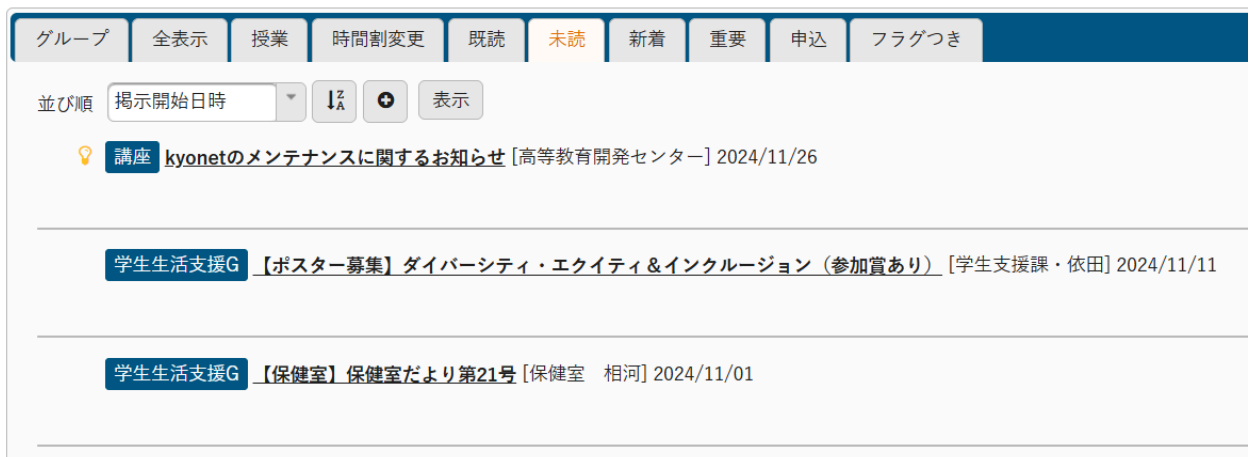 グループ 全表示 授業 時間割変更 既読 未読 新着 重要 申込 フラグつき
並び順 掲示開始日時 表示
講座 kyonetのメンテナンスに関するお知らせ [高等教育開発センター] 2024/11/26
学生生活支援G 【ポスター募集】ダイバーシティ・エクイティ＆インクルージョン（参加賞あり） [学生支援課・依田] 2024/11/11
学生生活支援G 【保健室】保健室だより第21号 [保健室　相河] 2024/11/01